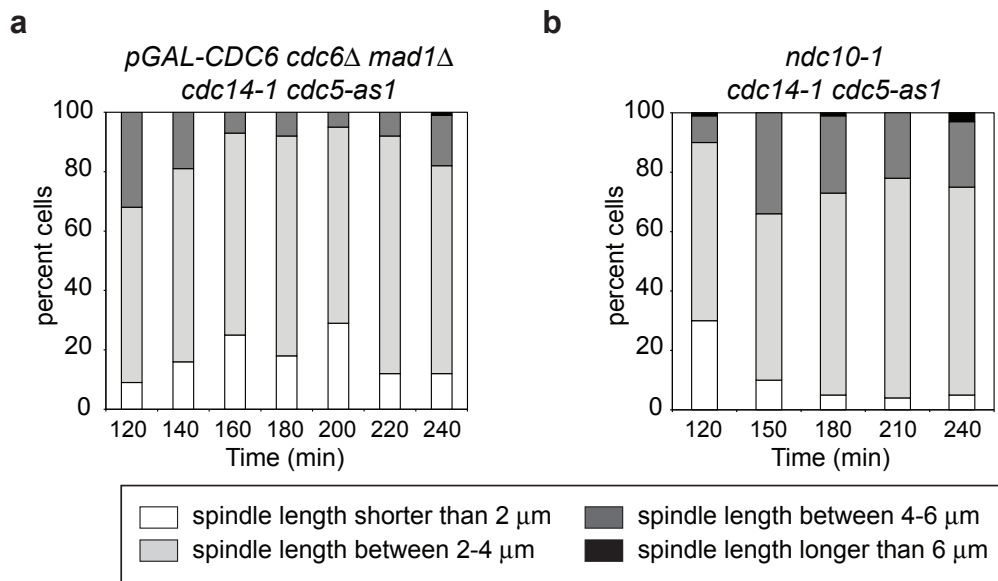 a
pGAL-CDC6 cdc6Δ mad1Δ
cdc14-1 cdc5-as1
100
80
60
40
20
0
percent cells
120 140 160 180 200 220 240
Time (min)
b
ndc10-1
cdc14-1 cdc5-as1
100
80
60
40
20
0
percent cells
120 150 180 210 240
Time (min)
spindle length shorter than 2 μm
spindle length between 2-4 μm
spindle length between 4-6 μm
spindle length longer than 6 μm